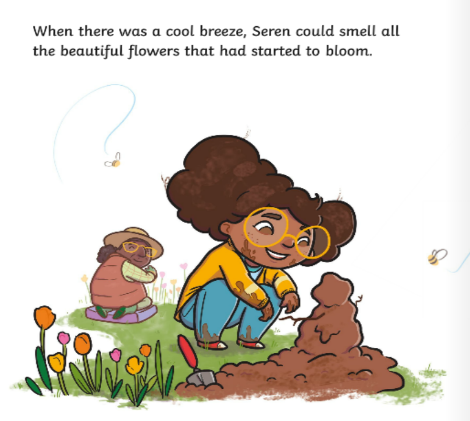 When there was a cool breeze, Seren could smell all
the beautiful flowers that had started to bloom.